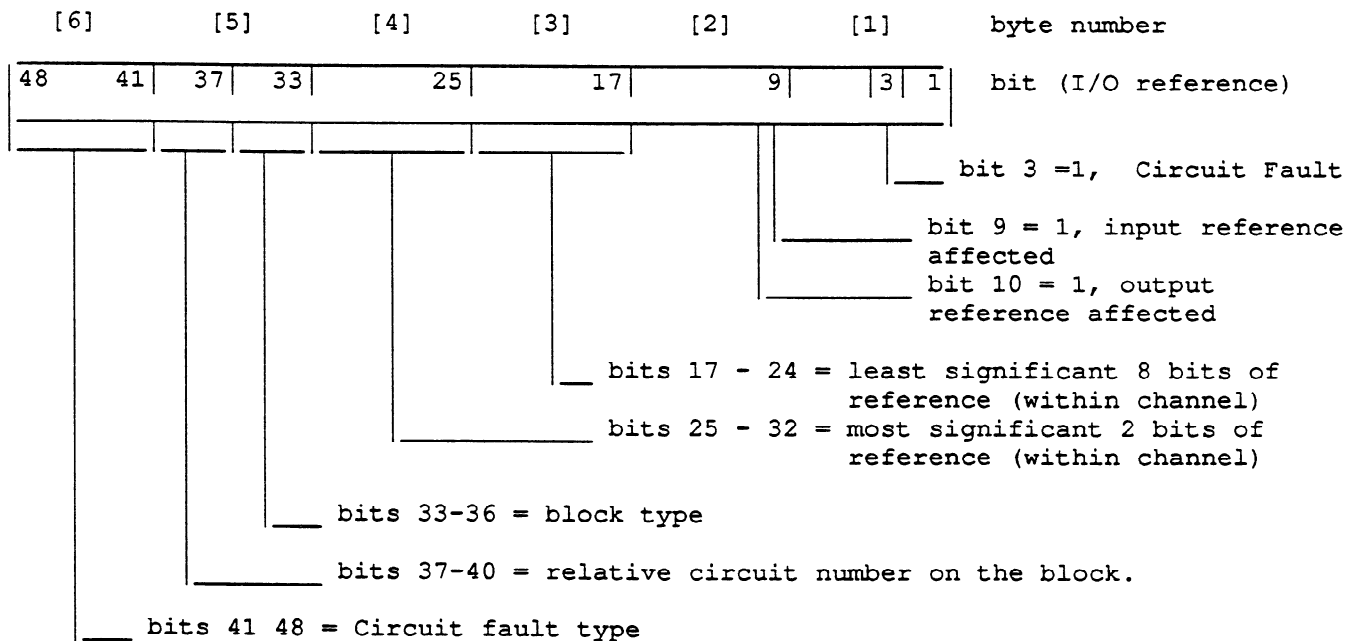 [6] [5] [4] [3] [2] [1] byte number
48 41 37 33 25 17 9 3 1 bit (I/O reference)
bit 3 =1, Circuit Fault
bit 9 = 1, input reference
affected
bit 10 = 1, output
reference affected
bits 17 - 24 = least significant 8 bits of
reference (within channel)
bits 25 - 32 = most significant 2 bits of
reference (within channel)
bits 33-36 = block type
bits 37-40 = relative circuit number on the block.
bits 41 48 = Circuit fault type